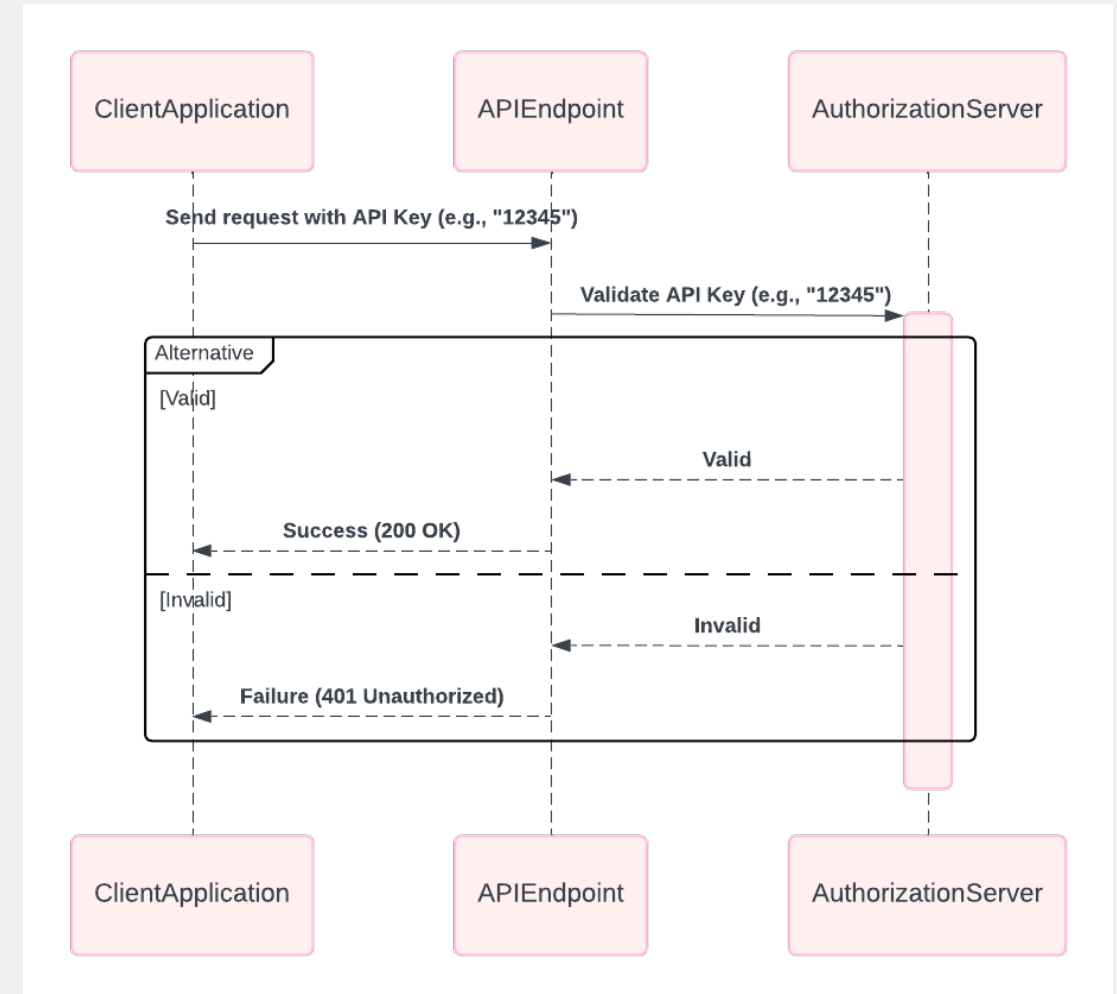 ClientApplication
APIEndpoint
AuthorizationServer
Send request with API Key (e.g., "12345")
Validate API Key (e.g., "12345")
Alternative
[Valid]
Valid
Success (200 OK)
[Invalid]
Invalid
Failure (401 Unauthorized)
ClientApplication
APIEndpoint
AuthorizationServer